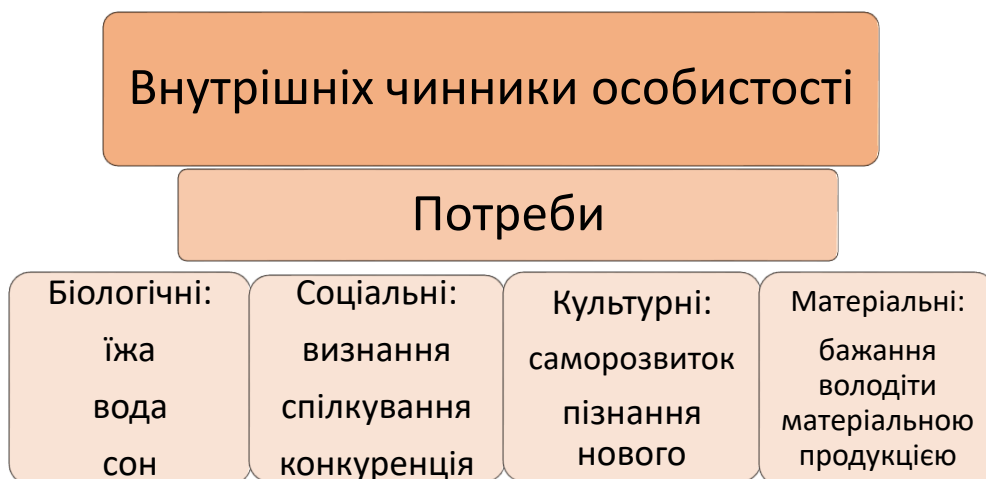 Внутрішніх чинники особистості
Потреби
Біологічні:
їжа
вода
сон
Соціальні:
визнання
спілкування
конкуренція
Культурні:
саморозвиток
пізнання
нового
Матеріальні:
бажання
володіти
матеріальною
продукцією